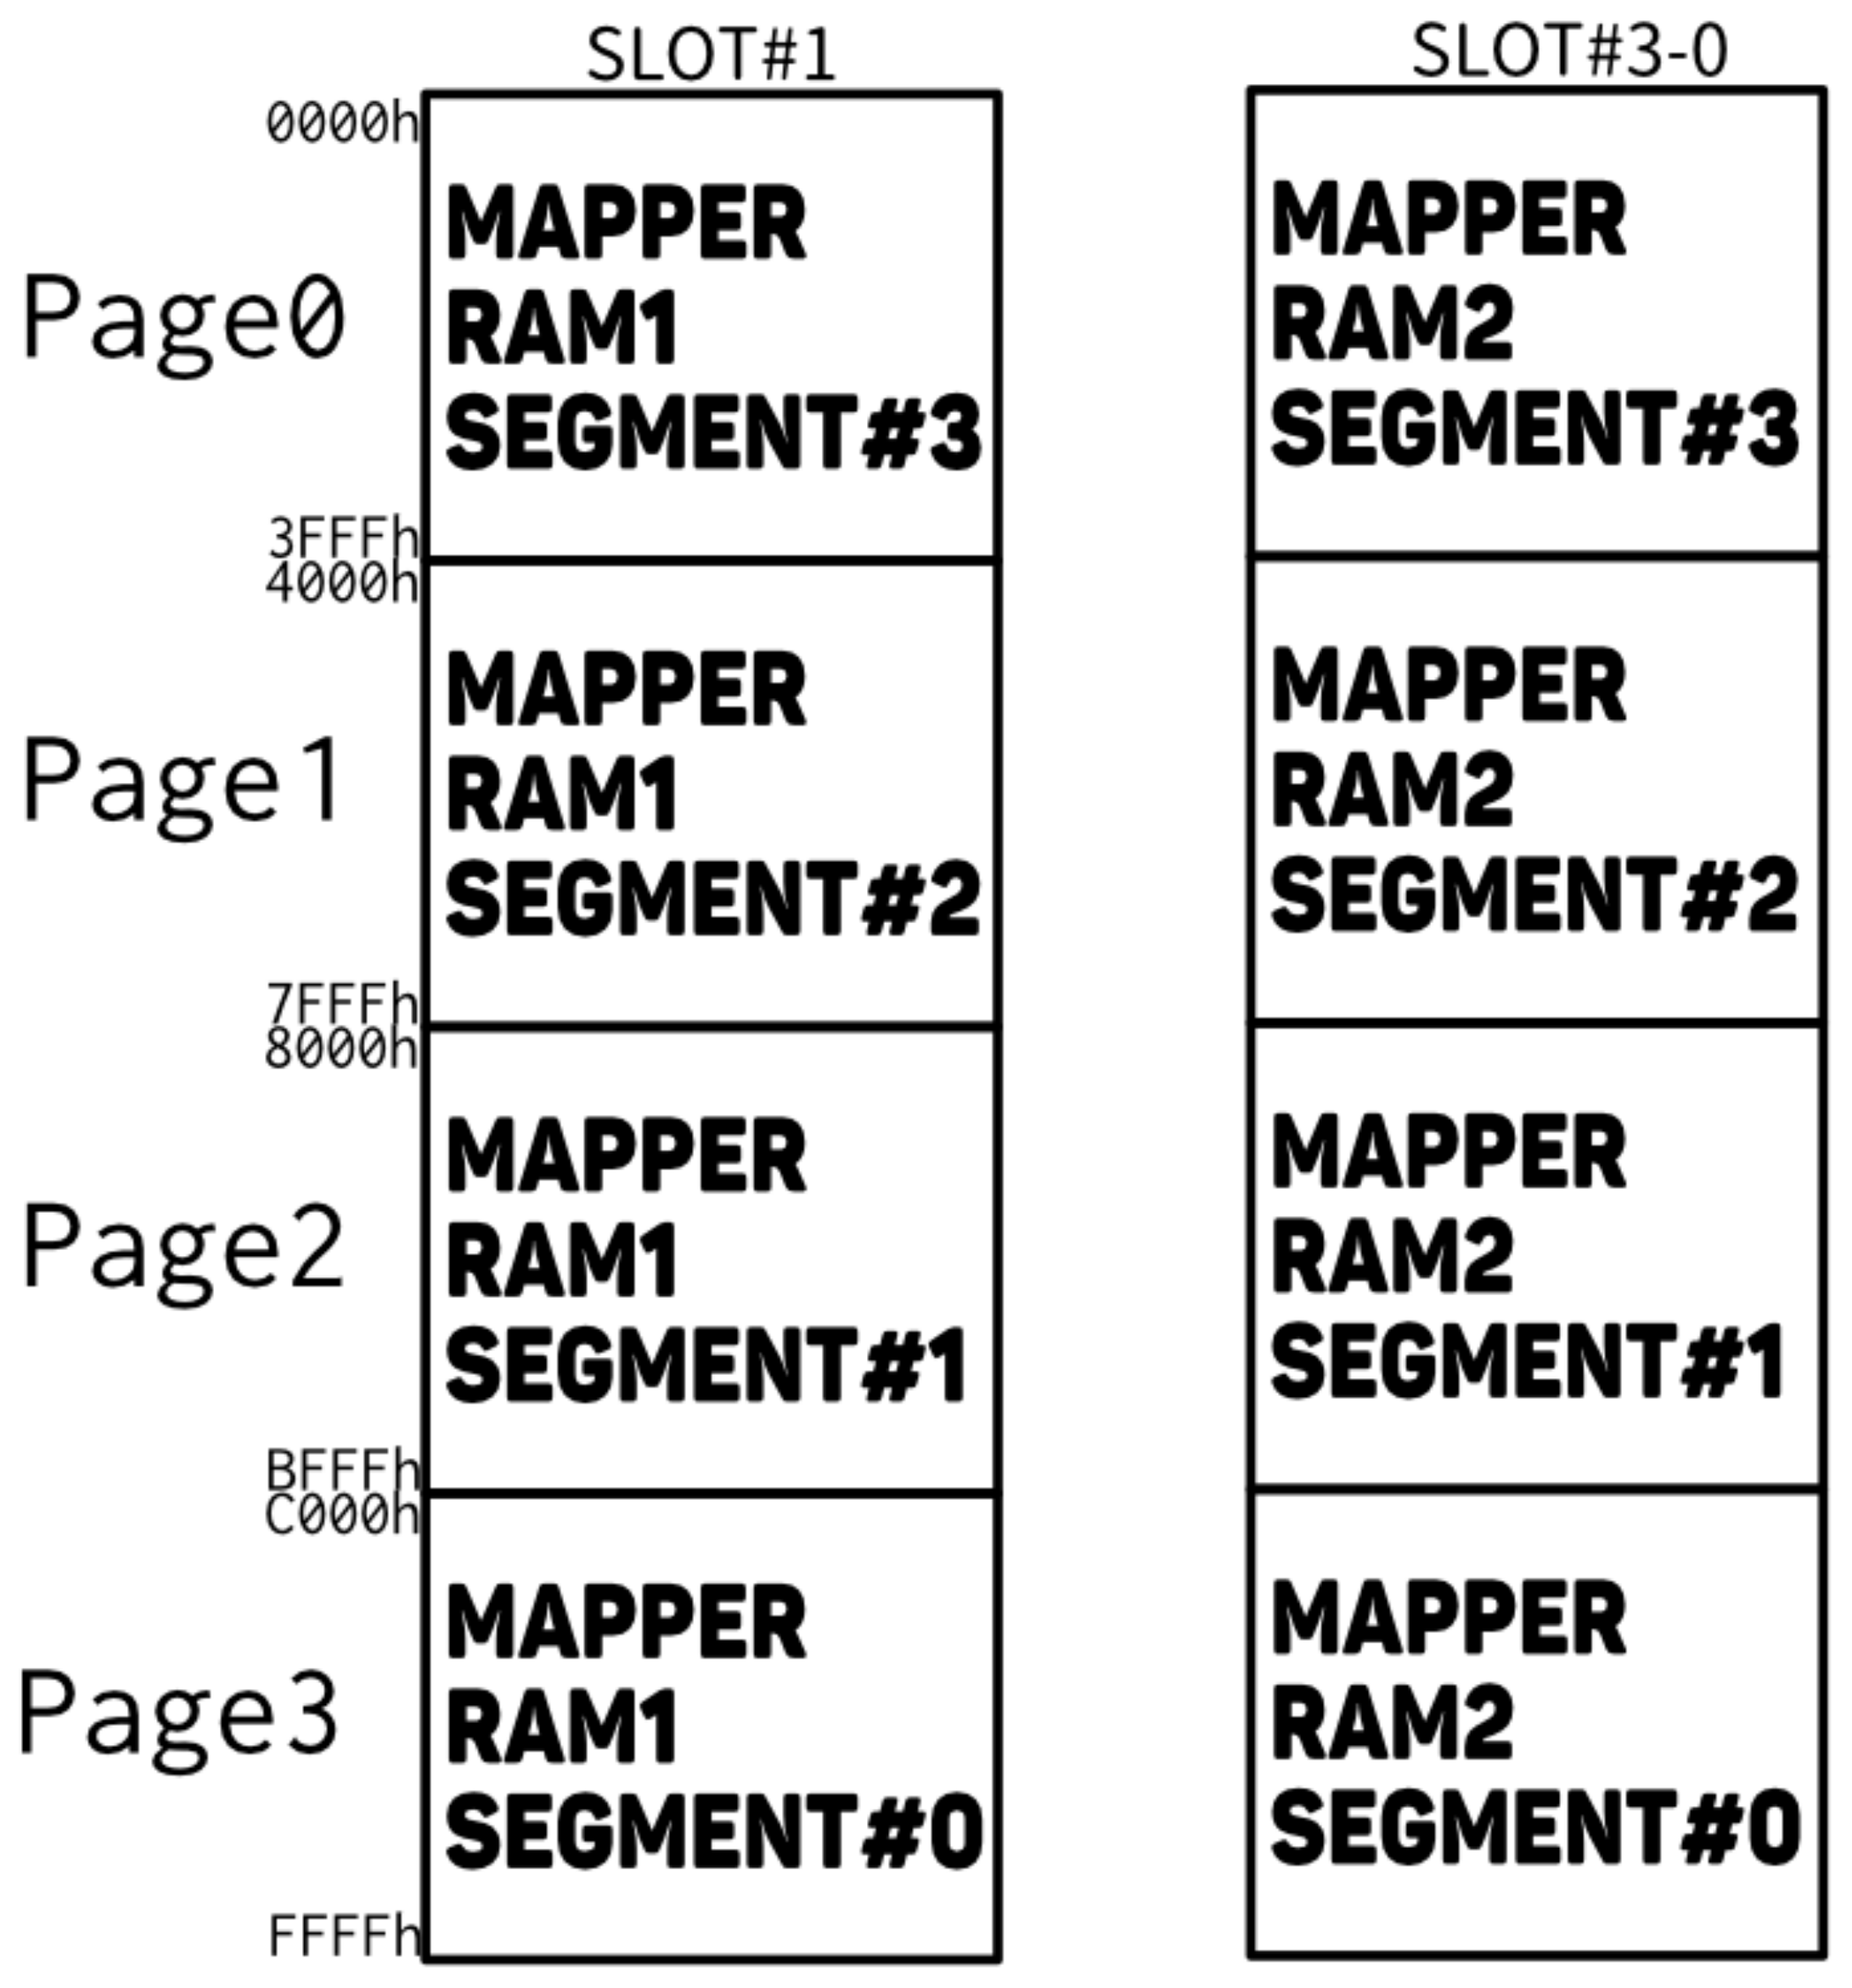 SLOT#1
SLOT#3-0
0000h
Page0
MAPPER
RAM1
SEGMENT#3
MAPPER
RAM2
SEGMENT#3
3FFFh
4000h
Page1
MAPPER
RAM1
SEGMENT#2
MAPPER
RAM2
SEGMENT#2
7FFFh
8000h
Page2
MAPPER
RAM1
SEGMENT#1
MAPPER
RAM2
SEGMENT#1
BFFFh
C000h
Page3
MAPPER
RAM1
SEGMENT#0
MAPPER
RAM2
SEGMENT#0
FFFFh